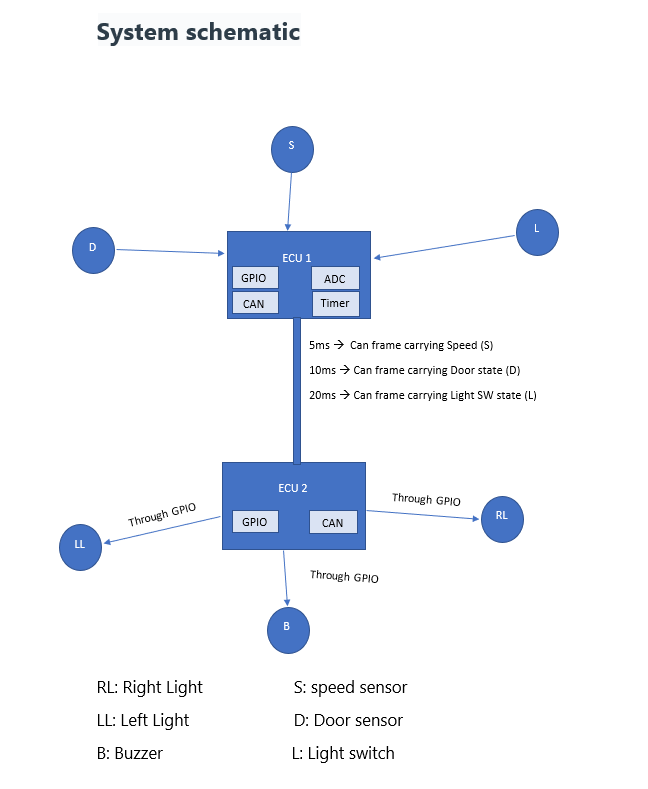 System schematic
S
D
L
ECU 1
GPIO
ADC
CAN
Timer
5ms → Can frame carrying Speed (S)
10ms → Can frame carrying Door state (D)
20ms → Can frame carrying Light SW state (L)
ECU 2
GPIO
CAN
Through GPIO
Through GPIO
LL
RL
Through GPIO
B
RL: Right Light
S: speed sensor
LL: Left Light
D: Door sensor
B: Buzzer
L: Light switch